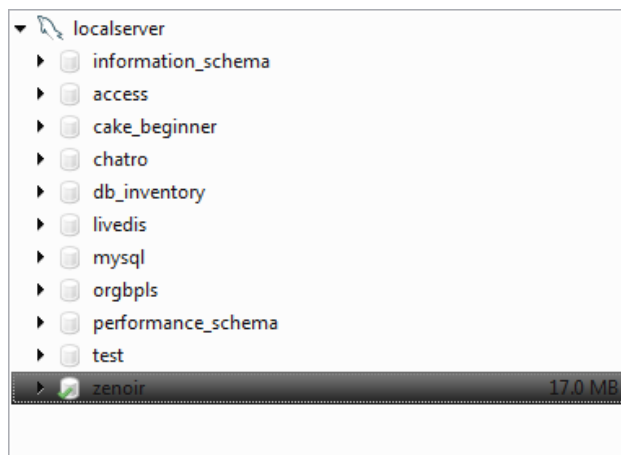 localserver
information_schema
access
cake_beginner
chatro
db_inventory
livedis
mysql
orgbpls
performance_schema
test
zenoir 17.0 MB